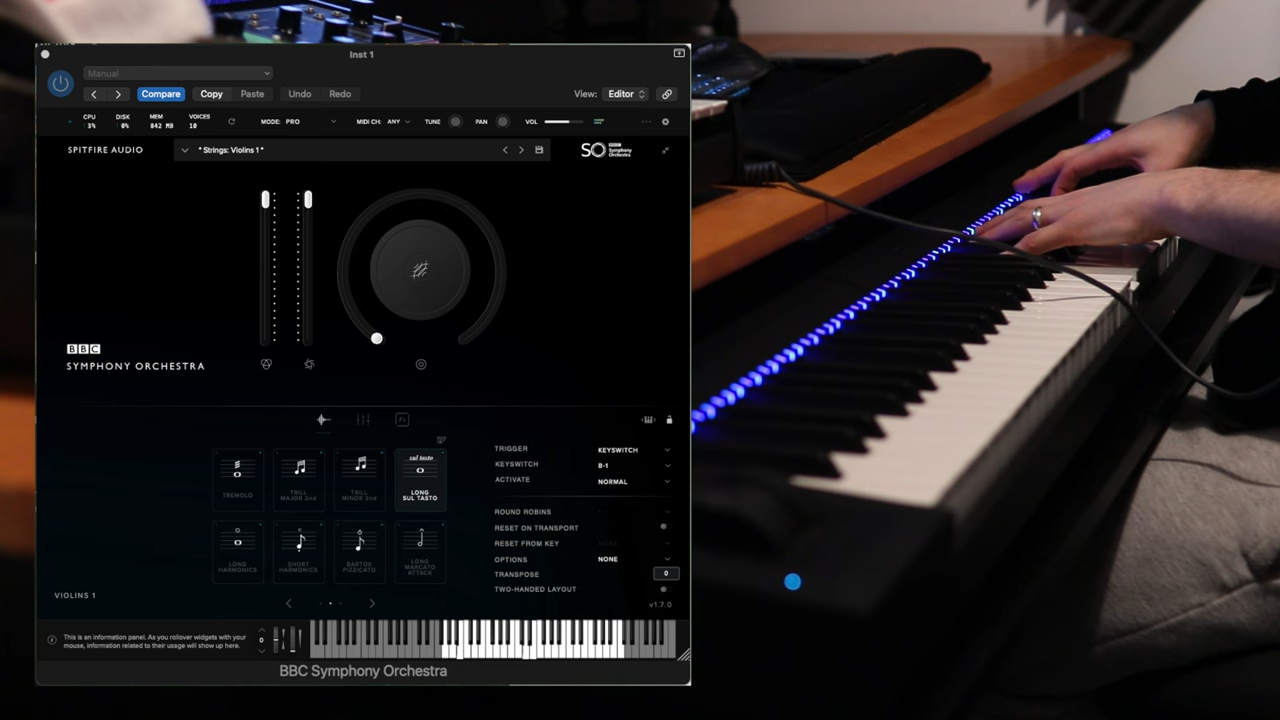 Inst 1
Manual
Compare Copy Paste Undo Redo View: Editor
CPU DISK MEM VOICES
3% 0% 842 MB 10
MODE: PRO MIDI CH: ANY TUNE PAN VOL
SPITFIRE AUDIO
* Strings: Violins 1 *
SO BBC Symphony Orchestra
BBC
SYMPHONY ORCHESTRA
TREMOLO
TRILL MAJOR 2nd
TRILL MINOR 2nd
sul tasto
LONG SUL TASTO
LONG HARMONICS
SHORT HARMONICS
BARTOK PIZZICATO
LONG MARCATO ATTACK
TRIGGER KEYSWITCH
KEYSWITCH B-1
ACTIVATE NORMAL
ROUND ROBINS
RESET ON TRANSPORT
RESET FROM KEY
OPTIONS NONE
TRANSPOSE 0
TWO-HANDED LAYOUT
VIOLINS 1
v1.7.0
This is an information panel. As you rollover widgets with your
mouse, information related to their usage will show up here.
0
BBC Symphony Orchestra